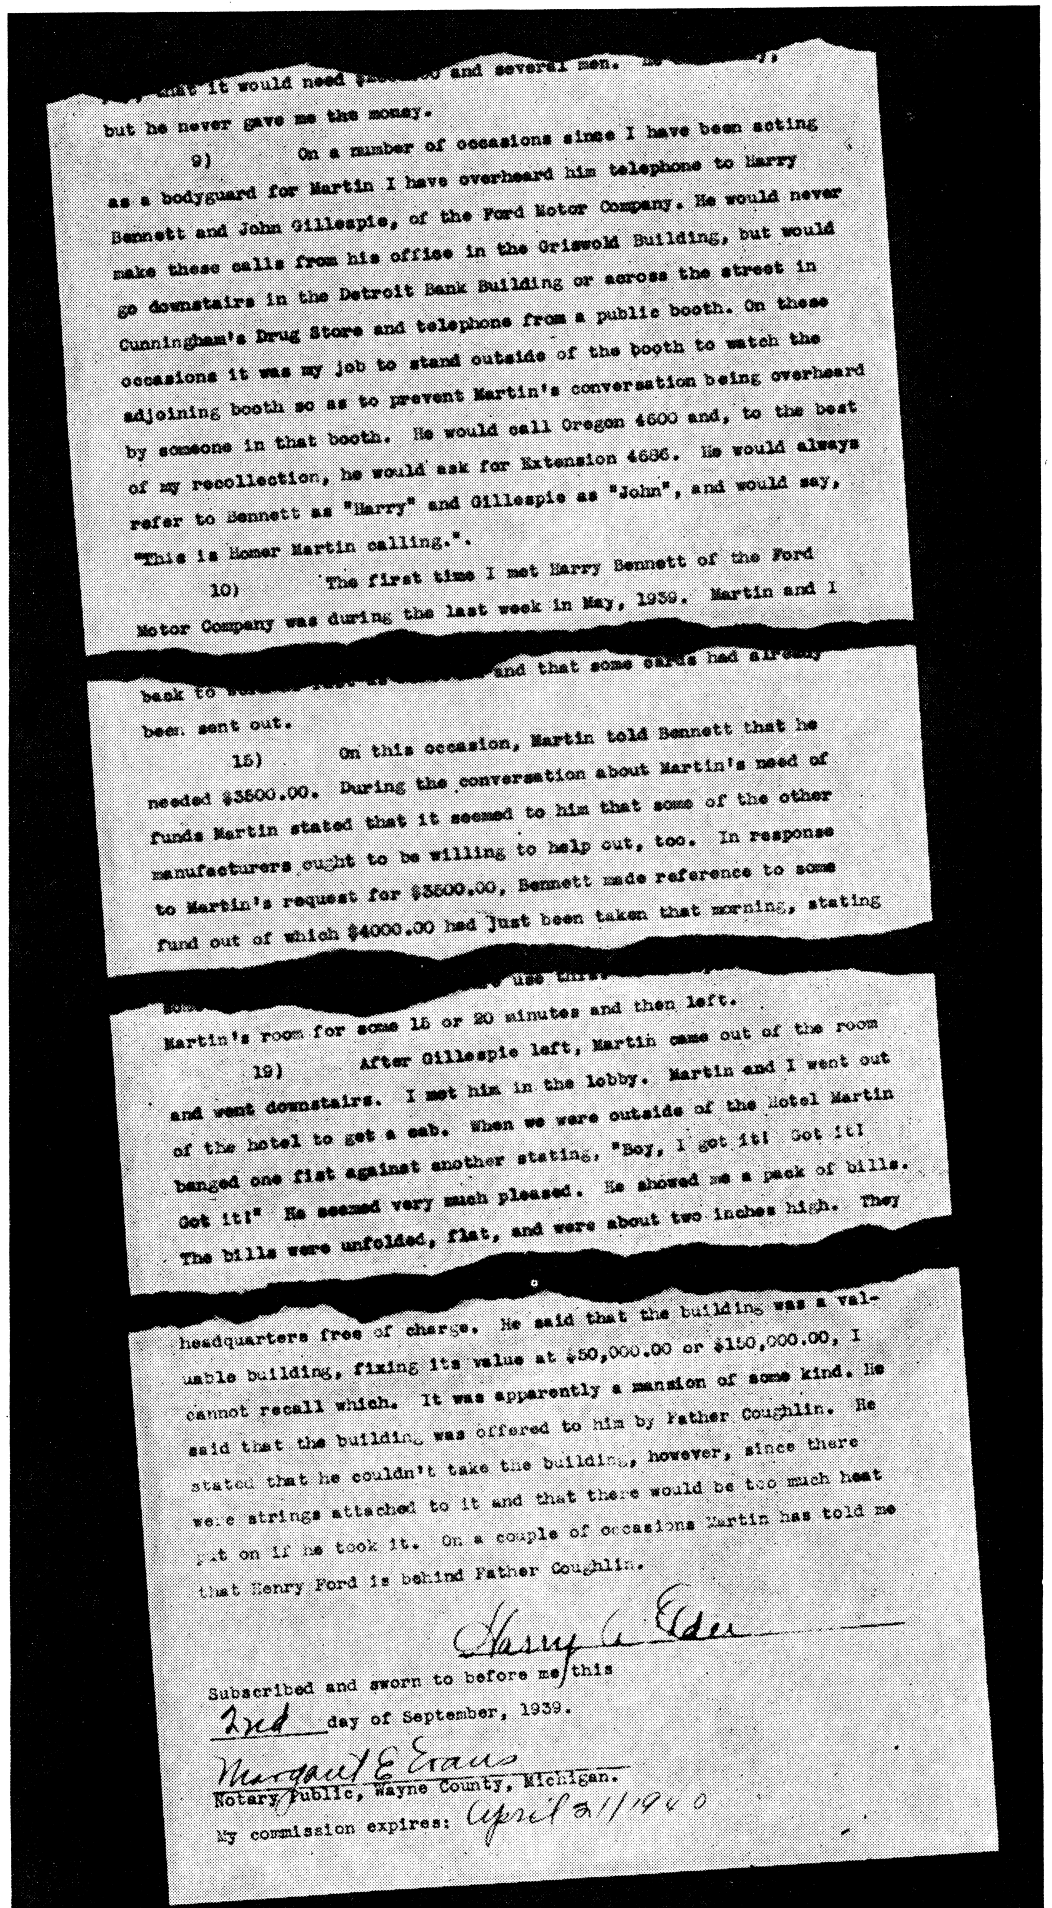 that it would need and several men.
but he never gave me the money.
9) On a number of occasions since I have been acting
as a bodyguard for Martin I have overheard him telephone to Harry
Bennett and John Gillespie, of the Ford Motor Company. He would never
make these calls from his office in the Griswold Building, but would
go downstairs in the Detroit Bank Building or across the street in
Cunningham's Drug Store and telephone from a public booth. On these
occasions it was my job to stand outside of the booth to watch the
adjoining booth so as to prevent Martin's conversation being overheard
by someone in that booth. He would call Oregon 4600 and, to the best
of my recollection, he would ask for Extension 4686. He would always
refer to Bennett as "Harry" and Gillespie as "John", and would say,
"This is Homer Martin calling.".
10) The first time I met Harry Bennett of the Ford
Motor Company was during the last week in May, 1939. Martin and I
back to and that some cards had already
been sent out.
15) On this occasion, Martin told Bennett that he
needed $3500.00. During the conversation about Martin's need of
funds Martin stated that it seemed to him that some of the other
manufacturers ought to be willing to help out, too. In response
to Martin's request for $3500.00, Bennett made reference to some
fund out of which $4000.00 had just been taken that morning, stating
use
Martin's room for some 15 or 20 minutes and then left.
19) After Gillespie left, Martin came out of the room
and went downstairs. I met him in the lobby. Martin and I went out
of the hotel to get a cab. When we were outside of the Hotel Martin
banged one fist against another stating, "Boy, I got it! Got it!
Got it!" He seemed very much pleased. He showed me a pack of bills.
The bills were unfolded, flat, and were about two inches high. They
headquarters free of charge. He said that the building was a val-
uable building, fixing its value at $50,000.00 or $150,000.00, I
cannot recall which. It was apparently a mansion of some kind. He
said that the building was offered to him by Father Coughlin. He
stated that he couldn't take the building, however, since there
were strings attached to it and that there would be too much heat
put on if he took it. On a couple of occasions Martin has told me
that Henry Ford is behind Father Coughlin.
Harry A Elder
Subscribed and sworn to before me this
2nd day of September, 1939.
Margaret E Evans
Notary Public, Wayne County, Michigan.
My commission expires: April 21/1940